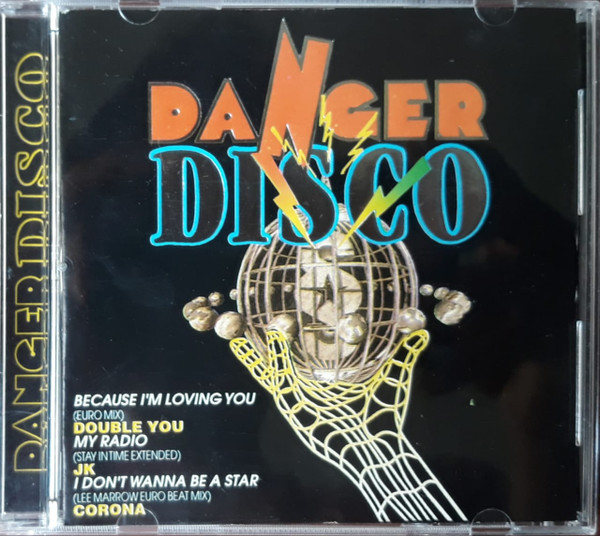 DANGER DISCO
DANGER
DISCO
BECAUSE I'M LOVING YOU
(EURO MIX)
DOUBLE YOU
MY RADIO
(STAY IN TIME EXTENDED)
JK
I DON'T WANNA BE A STAR
(LEE MARROW EURO BEAT MIX)
CORONA